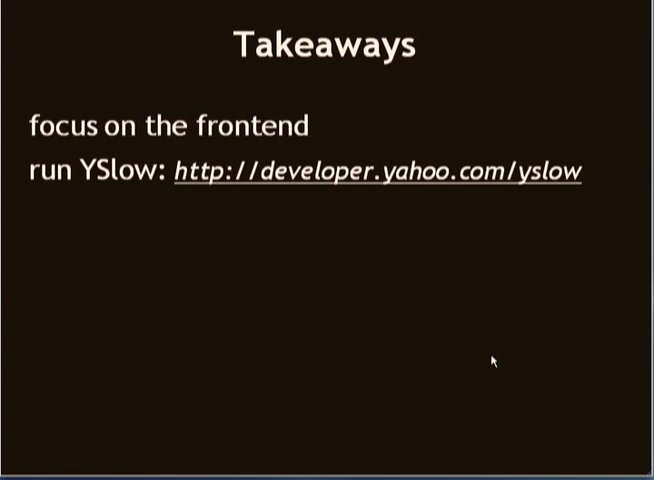 Takeaways
focus on the frontend
run YSlow: http://developer.yahoo.com/yslow